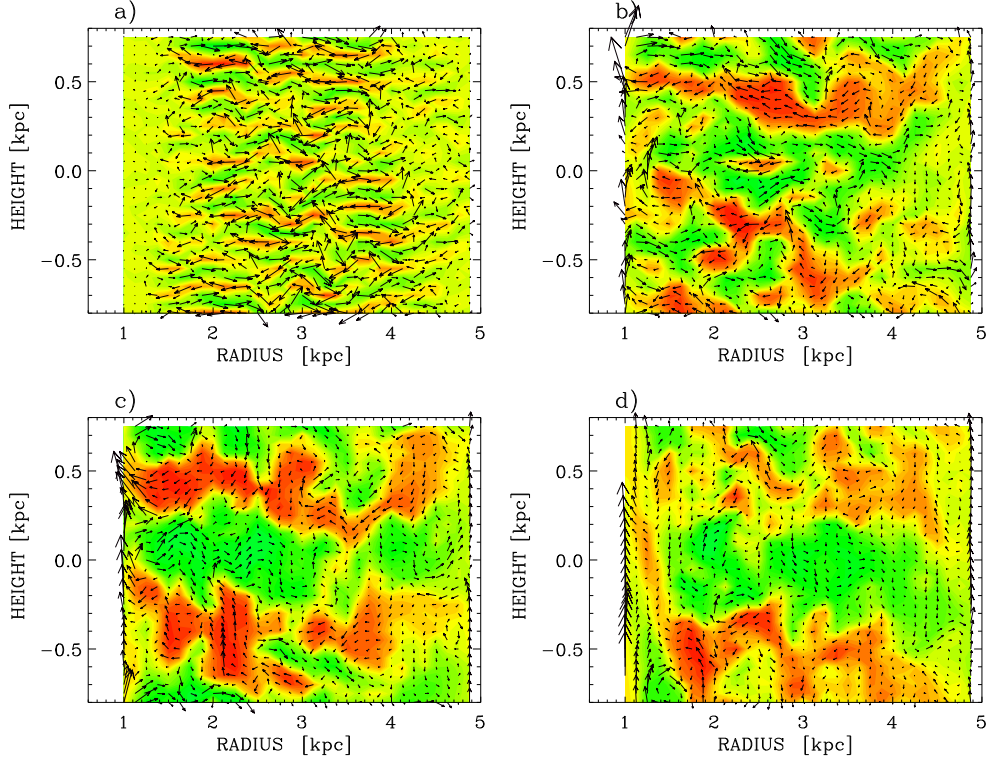 a)
b)
0.5
0.0
−0.5
HEIGHT [kpc]
1 2 3 4 5
RADIUS [kpc]
0.5
0.0
−0.5
HEIGHT [kpc]
1 2 3 4 5
RADIUS [kpc]
c)
d)
0.5
0.0
−0.5
HEIGHT [kpc]
1 2 3 4 5
RADIUS [kpc]
0.5
0.0
−0.5
HEIGHT [kpc]
1 2 3 4 5
RADIUS [kpc]